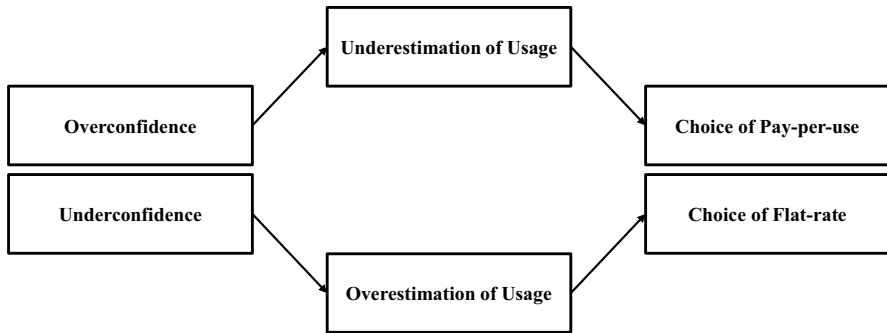 Underestimation of Usage
Overconfidence
Choice of Pay-per-use
Underconfidence
Choice of Flat-rate
Overestimation of Usage